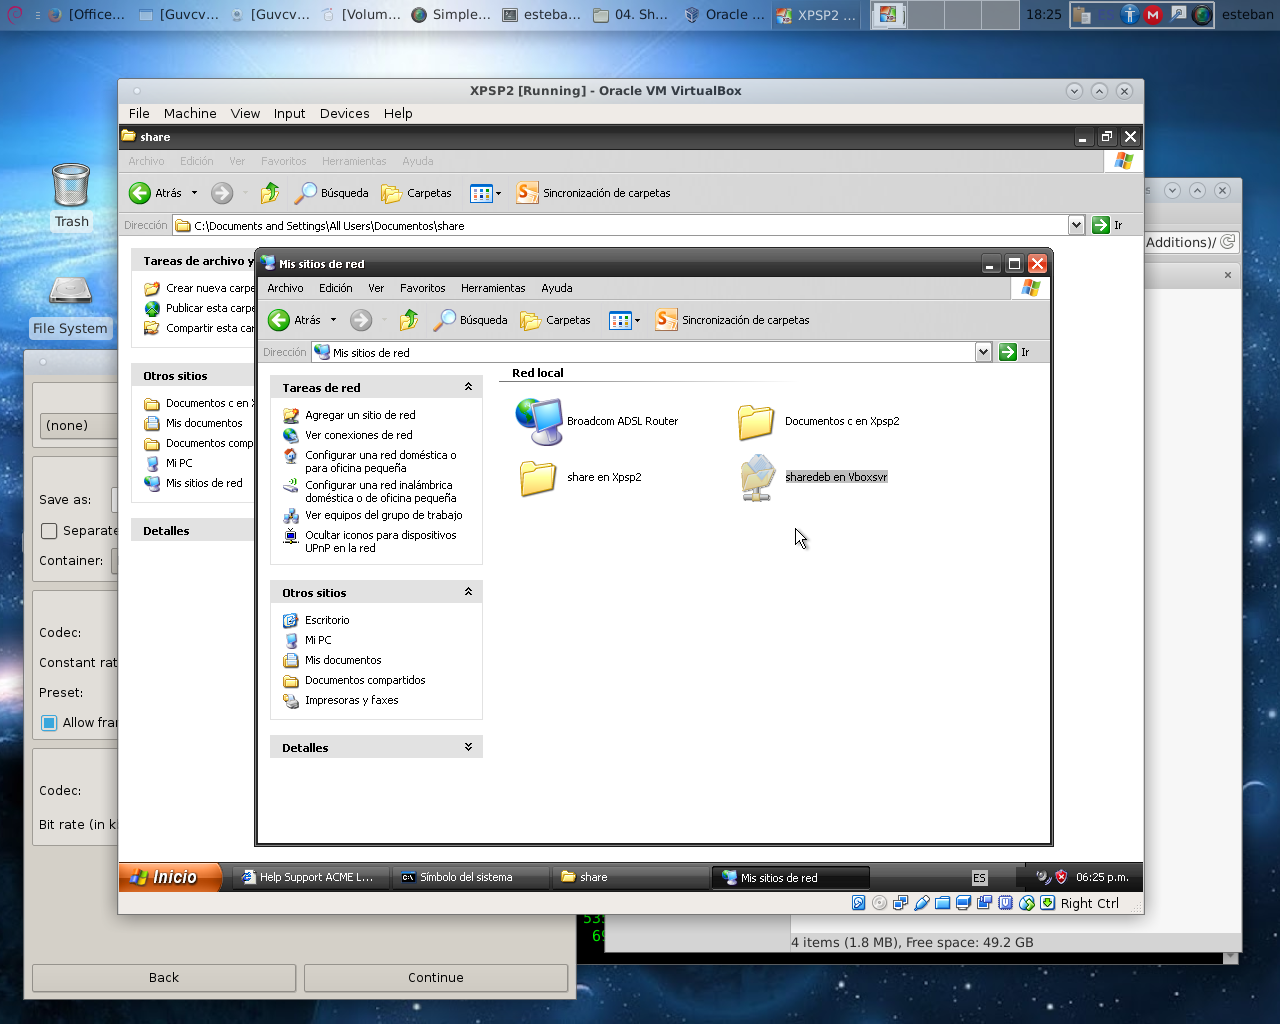 [Office...
[Guvcv...
[Guvcv...
[Volum...
Simple...
esteba...
04. Sh...
Oracle ...
XPSP2 ...
18:25
esteban
Trash
File System
XPSP2 [Running] - Oracle VM VirtualBox
File Machine View Input Devices Help
share
Archivo Edición Ver Favoritos Herramientas Ayuda
Atrás Búsqueda Carpetas Sincronización de carpetas
Dirección C:\Documents and Settings\All Users\Documentos\share Ir
Tareas de archivo y
Crear nueva carpe
Publicar esta carpe
Compartir esta car
Otros sitios
Documentos c en X
Mis documentos
Documentos comp
Mi PC
Mis sitios de red
Detalles
Mis sitios de red
Archivo Edición Ver Favoritos Herramientas Ayuda
Atrás Búsqueda Carpetas Sincronización de carpetas
Dirección Mis sitios de red Ir
Tareas de red
Agregar un sitio de red
Ver conexiones de red
Configurar una red doméstica o
para oficina pequeña
Configurar una red inalámbrica
doméstica o de oficina pequeña
Ver equipos del grupo de trabajo
Ocultar iconos para dispositivos
UPnP en la red
Otros sitios
Escritorio
Mi PC
Mis documentos
Documentos compartidos
Impresoras y faxes
Detalles
Red local
Broadcom ADSL Router
Documentos c en Xpsp2
share en Xpsp2
sharedeb en Vboxsvr
Inicio
Help Support ACME L...
Símbolo del sistema
share
Mis sitios de red
ES
06:25 p.m.
Right Ctrl
(none)
Save as:
Separate
Container:
Codec:
Constant rat
Preset:
Allow fra
Codec:
Bit rate (in k
Back
Continue
Additions)/
4 items (1.8 MB), Free space: 49.2 GB